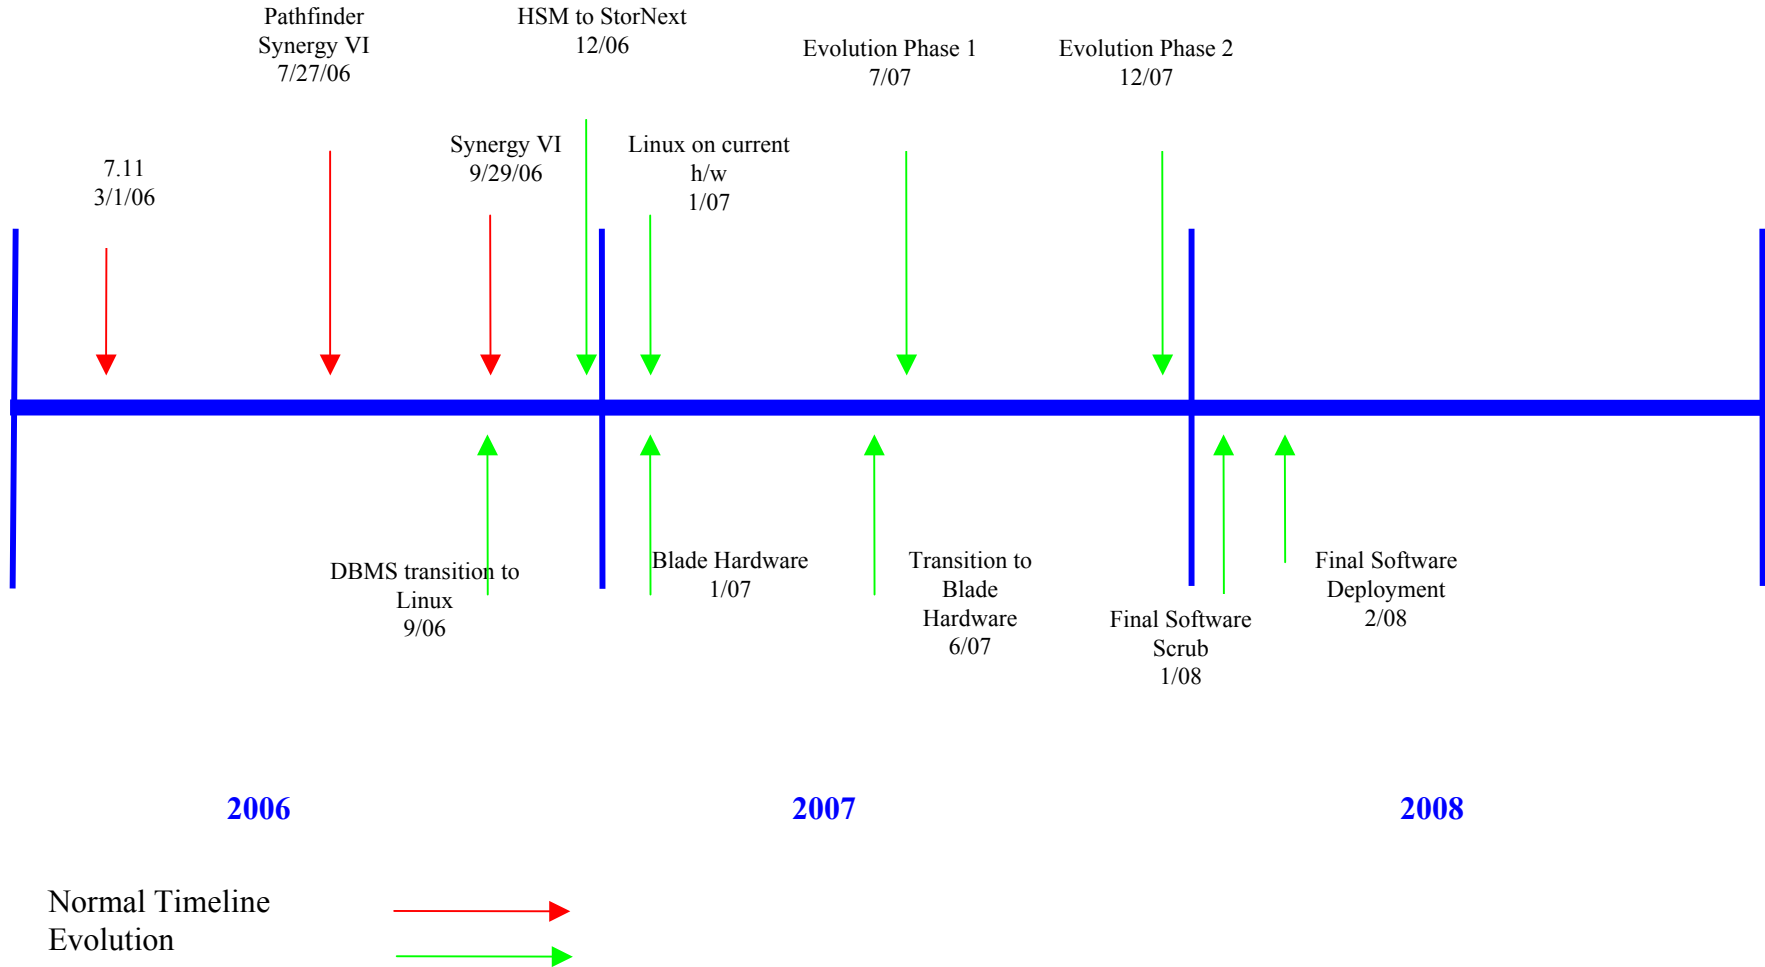 Pathfinder
Synergy VI
7/27/06
HSM to StorNext
12/06
Evolution Phase 1
7/07
Evolution Phase 2
12/07
7.11
3/1/06
Synergy VI
9/29/06
Linux on current
h/w
1/07
DBMS transition to
Linux
9/06
Blade Hardware
1/07
Transition to
Blade
Hardware
6/07
Final Software
Scrub
1/08
Final Software
Deployment
2/08
2006
2007
2008
Normal Timeline
Evolution